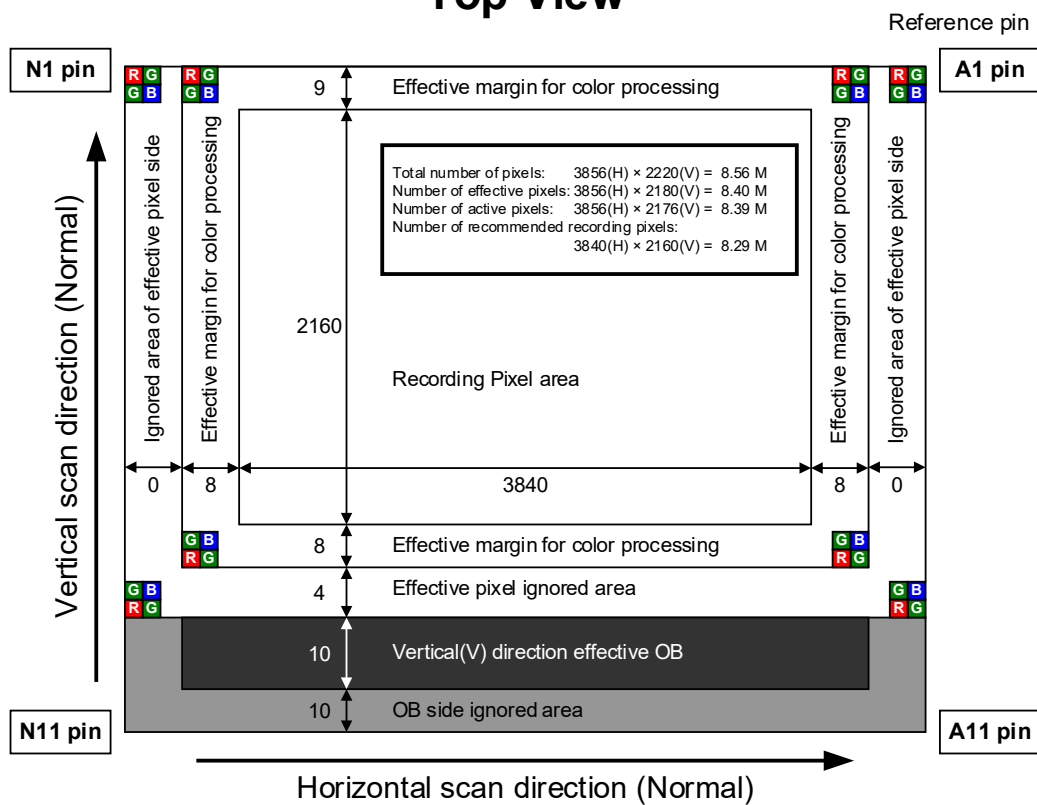 Top View
Reference pin
N1 pin
A1 pin
R G
G B
R G
G B
R G
G B
R G
G B
9
Effective margin for color processing
Total number of pixels: 3856(H) × 2220(V) = 8.56 M
Number of effective pixels: 3856(H) × 2180(V) = 8.40 M
Number of active pixels: 3856(H) × 2176(V) = 8.39 M
Number of recommended recording pixels:
3840(H) × 2160(V) = 8.29 M
Vertical scan direction (Normal)
Ignored area of effective pixel side
Effective margin for color processing
Effective margin for color processing
Ignored area of effective pixel side
2160
Recording Pixel area
0
8
3840
8
0
G B
R G
G B
R G
8
Effective margin for color processing
4
Effective pixel ignored area
G B
R G
G B
R G
10
Vertical(V) direction effective OB
10
OB side ignored area
N11 pin
A11 pin
Horizontal scan direction (Normal)